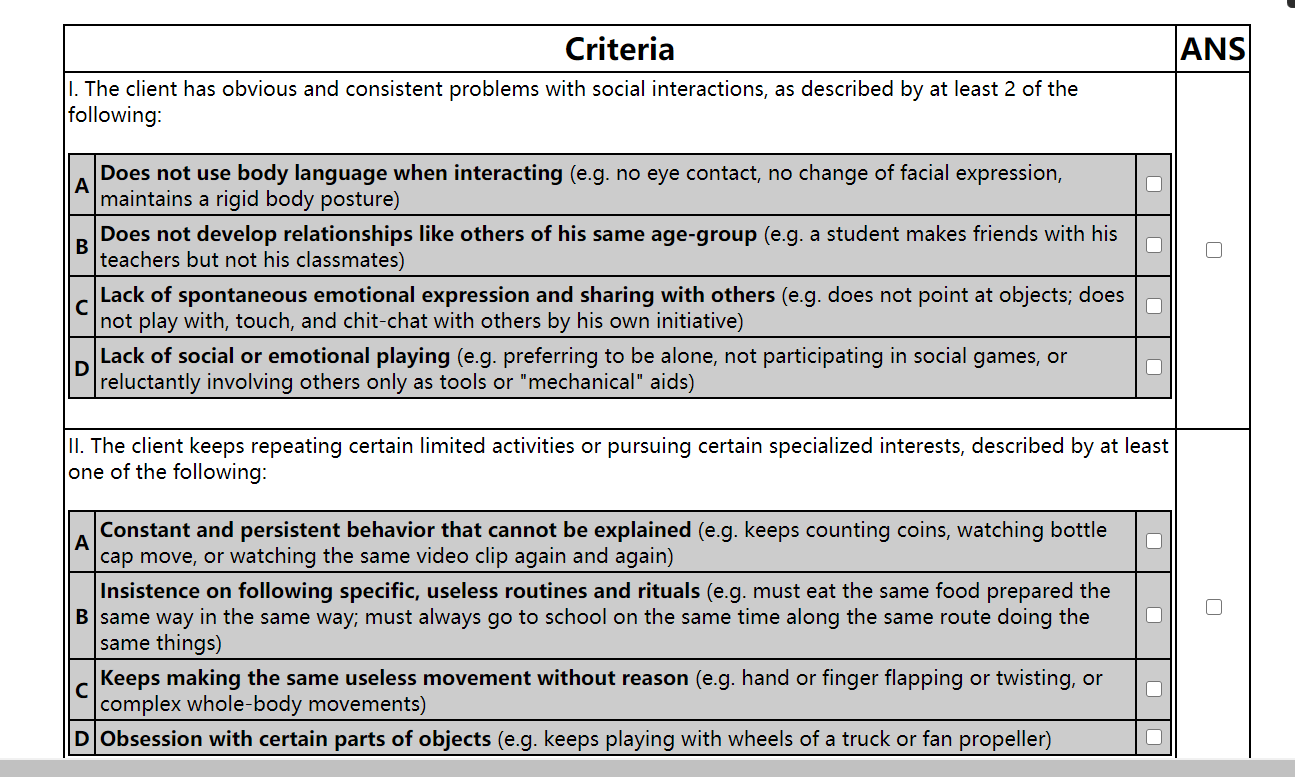 Criteria
ANS
I. The client has obvious and consistent problems with social interactions, as described by at least 2 of the
following:
A
Does not use body language when interacting (e.g. no eye contact, no change of facial expression,
maintains a rigid body posture)
B
Does not develop relationships like others of his same age-group (e.g. a student makes friends with his
teachers but not his classmates)
C
Lack of spontaneous emotional expression and sharing with others (e.g. does not point at objects; does
not play with, touch, and chit-chat with others by his own initiative)
D
Lack of social or emotional playing (e.g. preferring to be alone, not participating in social games, or
reluctantly involving others only as tools or "mechanical" aids)
II. The client keeps repeating certain limited activities or pursuing certain specialized interests, described by at least
one of the following:
A
Constant and persistent behavior that cannot be explained (e.g. keeps counting coins, watching bottle
cap move, or watching the same video clip again and again)
B
Insistence on following specific, useless routines and rituals (e.g. must eat the same food prepared the
same way in the same way; must always go to school on the same time along the same route doing the
same things)
C
Keeps making the same useless movement without reason (e.g. hand or finger flapping or twisting, or
complex whole-body movements)
D
Obsession with certain parts of objects (e.g. keeps playing with wheels of a truck or fan propeller)